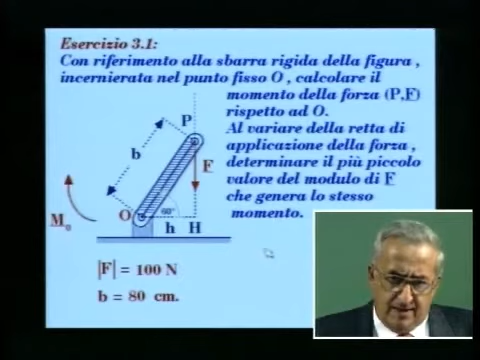 Esercizio 3.1:
Con riferimento alla sbarra rigida della figura ,
incernierata nel punto fisso O , calcolare il
momento della forza (P,F)
rispetto ad O.
Al variare della retta di
applicazione della forza ,
determinare il più piccolo
valore del modulo di F
che genera lo stesso
momento.
P
b
F
M₀
O
60°
h
H
|F| = 100 N
b = 80 cm.